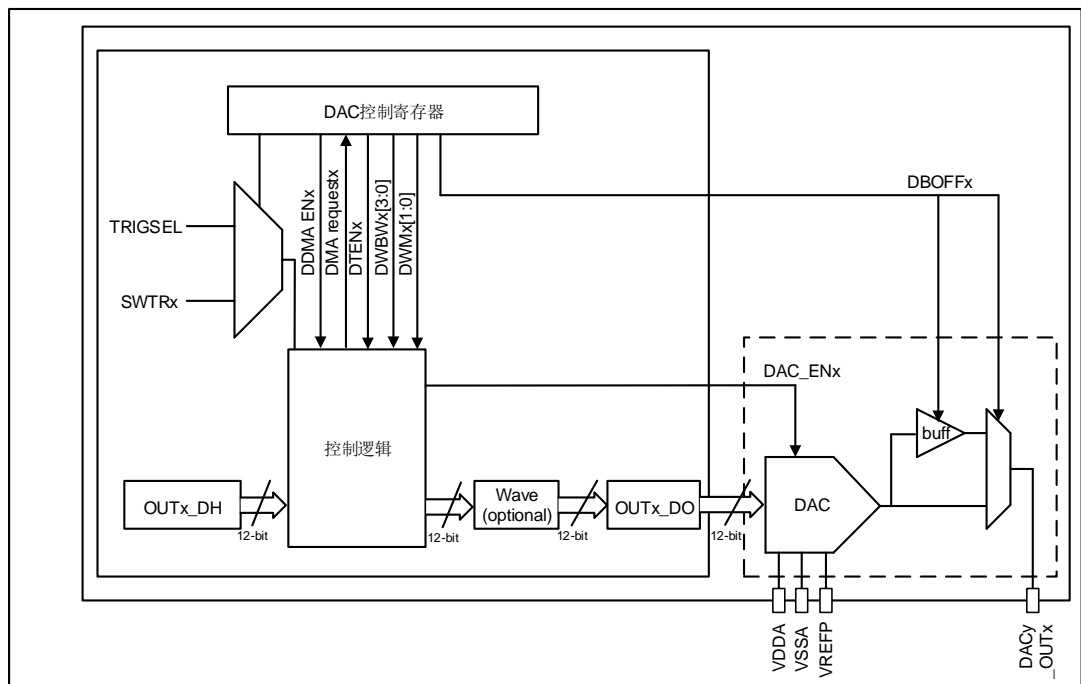 DAC控制寄存器
DDMA ENx
DMA requestx
DTENx
DWBWx[3:0]
DWMx[1:0]
DBOFFx
TRIGSEL
SWTRx
DAC_ENx
buff
控制逻辑
OUTx_DH
12-bit
12-bit
Wave
(optional)
12-bit
OUTx_DO
12-bit
DAC
VDDA
VSSA
VREFP
DACy
_OUTx